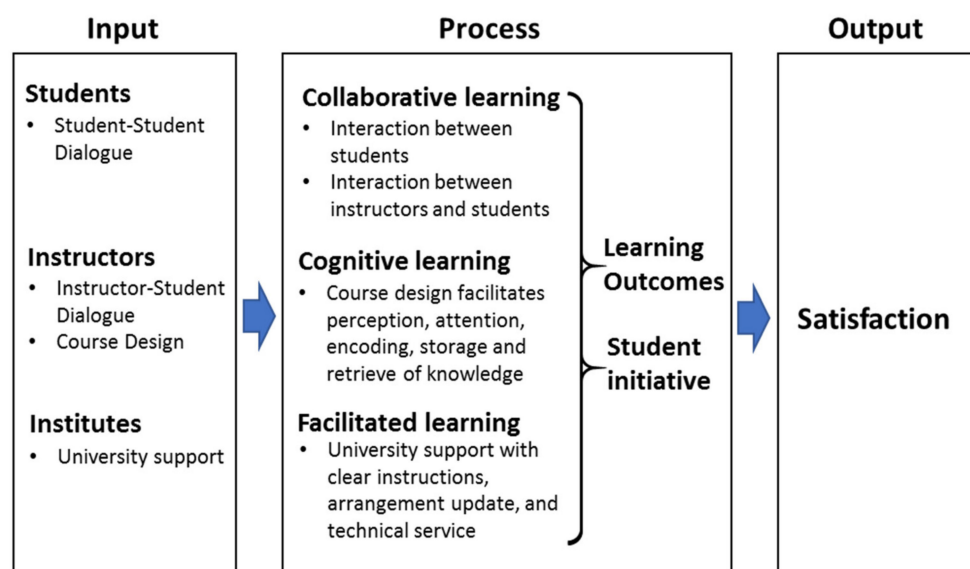 Input
Students
• Student-Student
Dialogue
Instructors
• Instructor-Student
Dialogue
• Course Design
Institutes
• University support
Process
Collaborative learning
• Interaction between
students
• Interaction between
instructors and students
Cognitive learning
• Course design facilitates
perception, attention,
encoding, storage and
retrieve of knowledge
Facilitated learning
• University support with
clear instructions,
arrangement update, and
technical service
Learning
Outcomes
Student
initiative
Output
Satisfaction